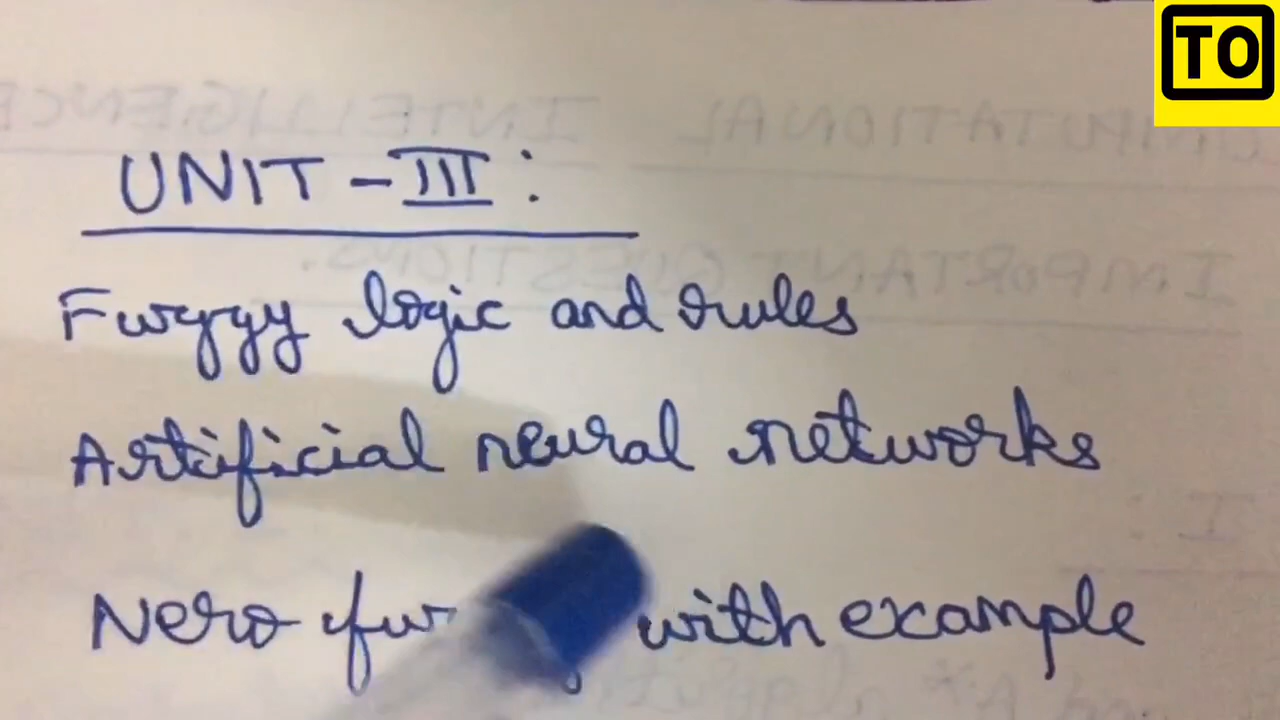 TO
UNIT - III :
Fuzzy logic and rules
Artificial neural networks
Nero with example